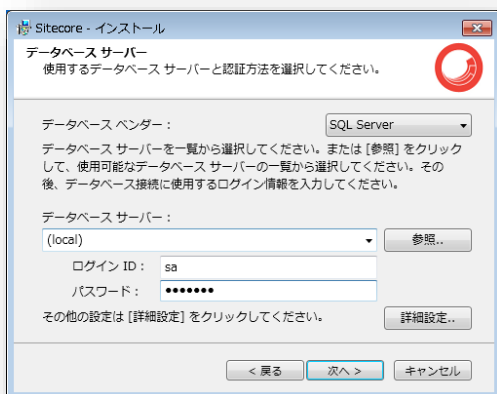 Sitecore - インストール
データベース サーバー
使用するデータベース サーバーと認証方法を選択してください。
データベース ベンダー： SQL Server
データベース サーバーを一覧から選択してください。または [参照] をクリック
して、使用可能なデータベース サーバーの一覧から選択してください。その
後、データベース接続に使用するログイン情報を入力してください。
データベース サーバー：
(local) 参照..
ログイン ID： sa
パスワード： •••••••
その他の設定は [詳細設定] をクリックしてください。 詳細設定..
< 戻る 次へ > キャンセル